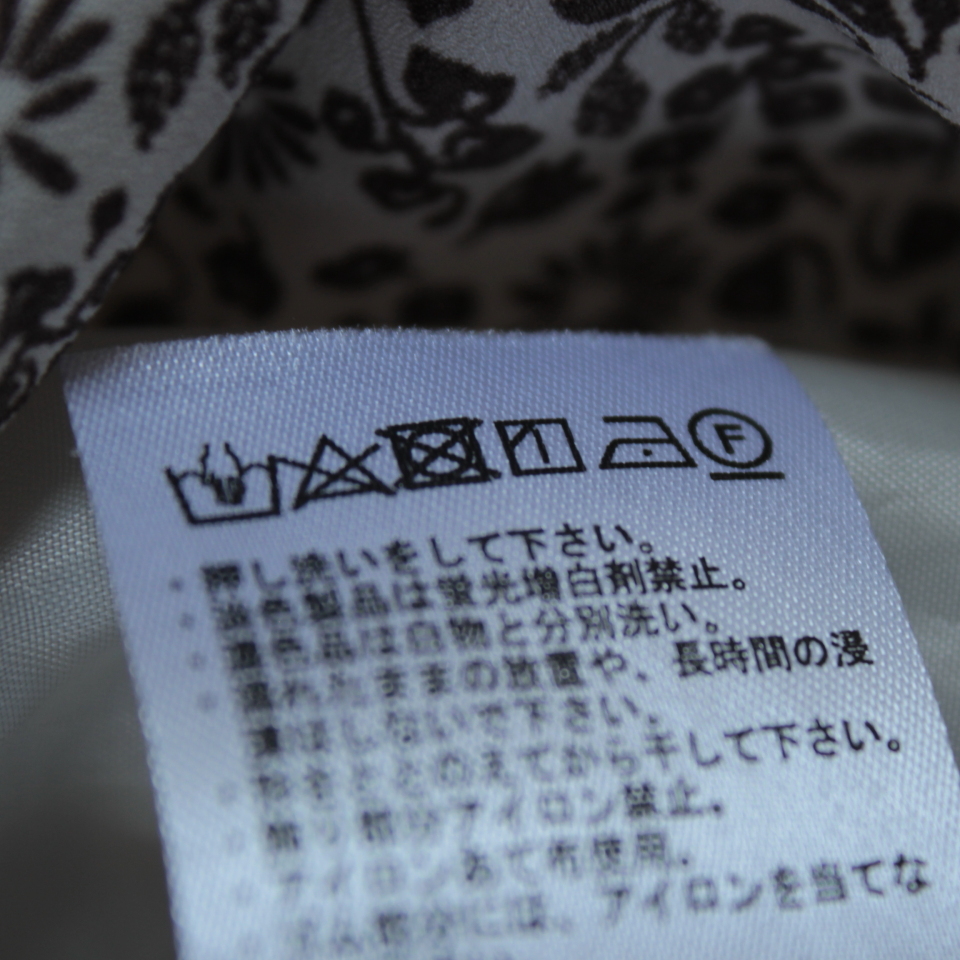 F
・押し洗いをして下さい。
・淡色製品は蛍光増白剤禁止。
・濃色品は白物と分別洗い。
・濡れたままの放置や、長時間の浸
漬はしないで下さい。
・形をととのえてから干して下さい。
・飾り部分アイロン禁止。
・アイロンあて布使用。
部分には、アイロンを当てな